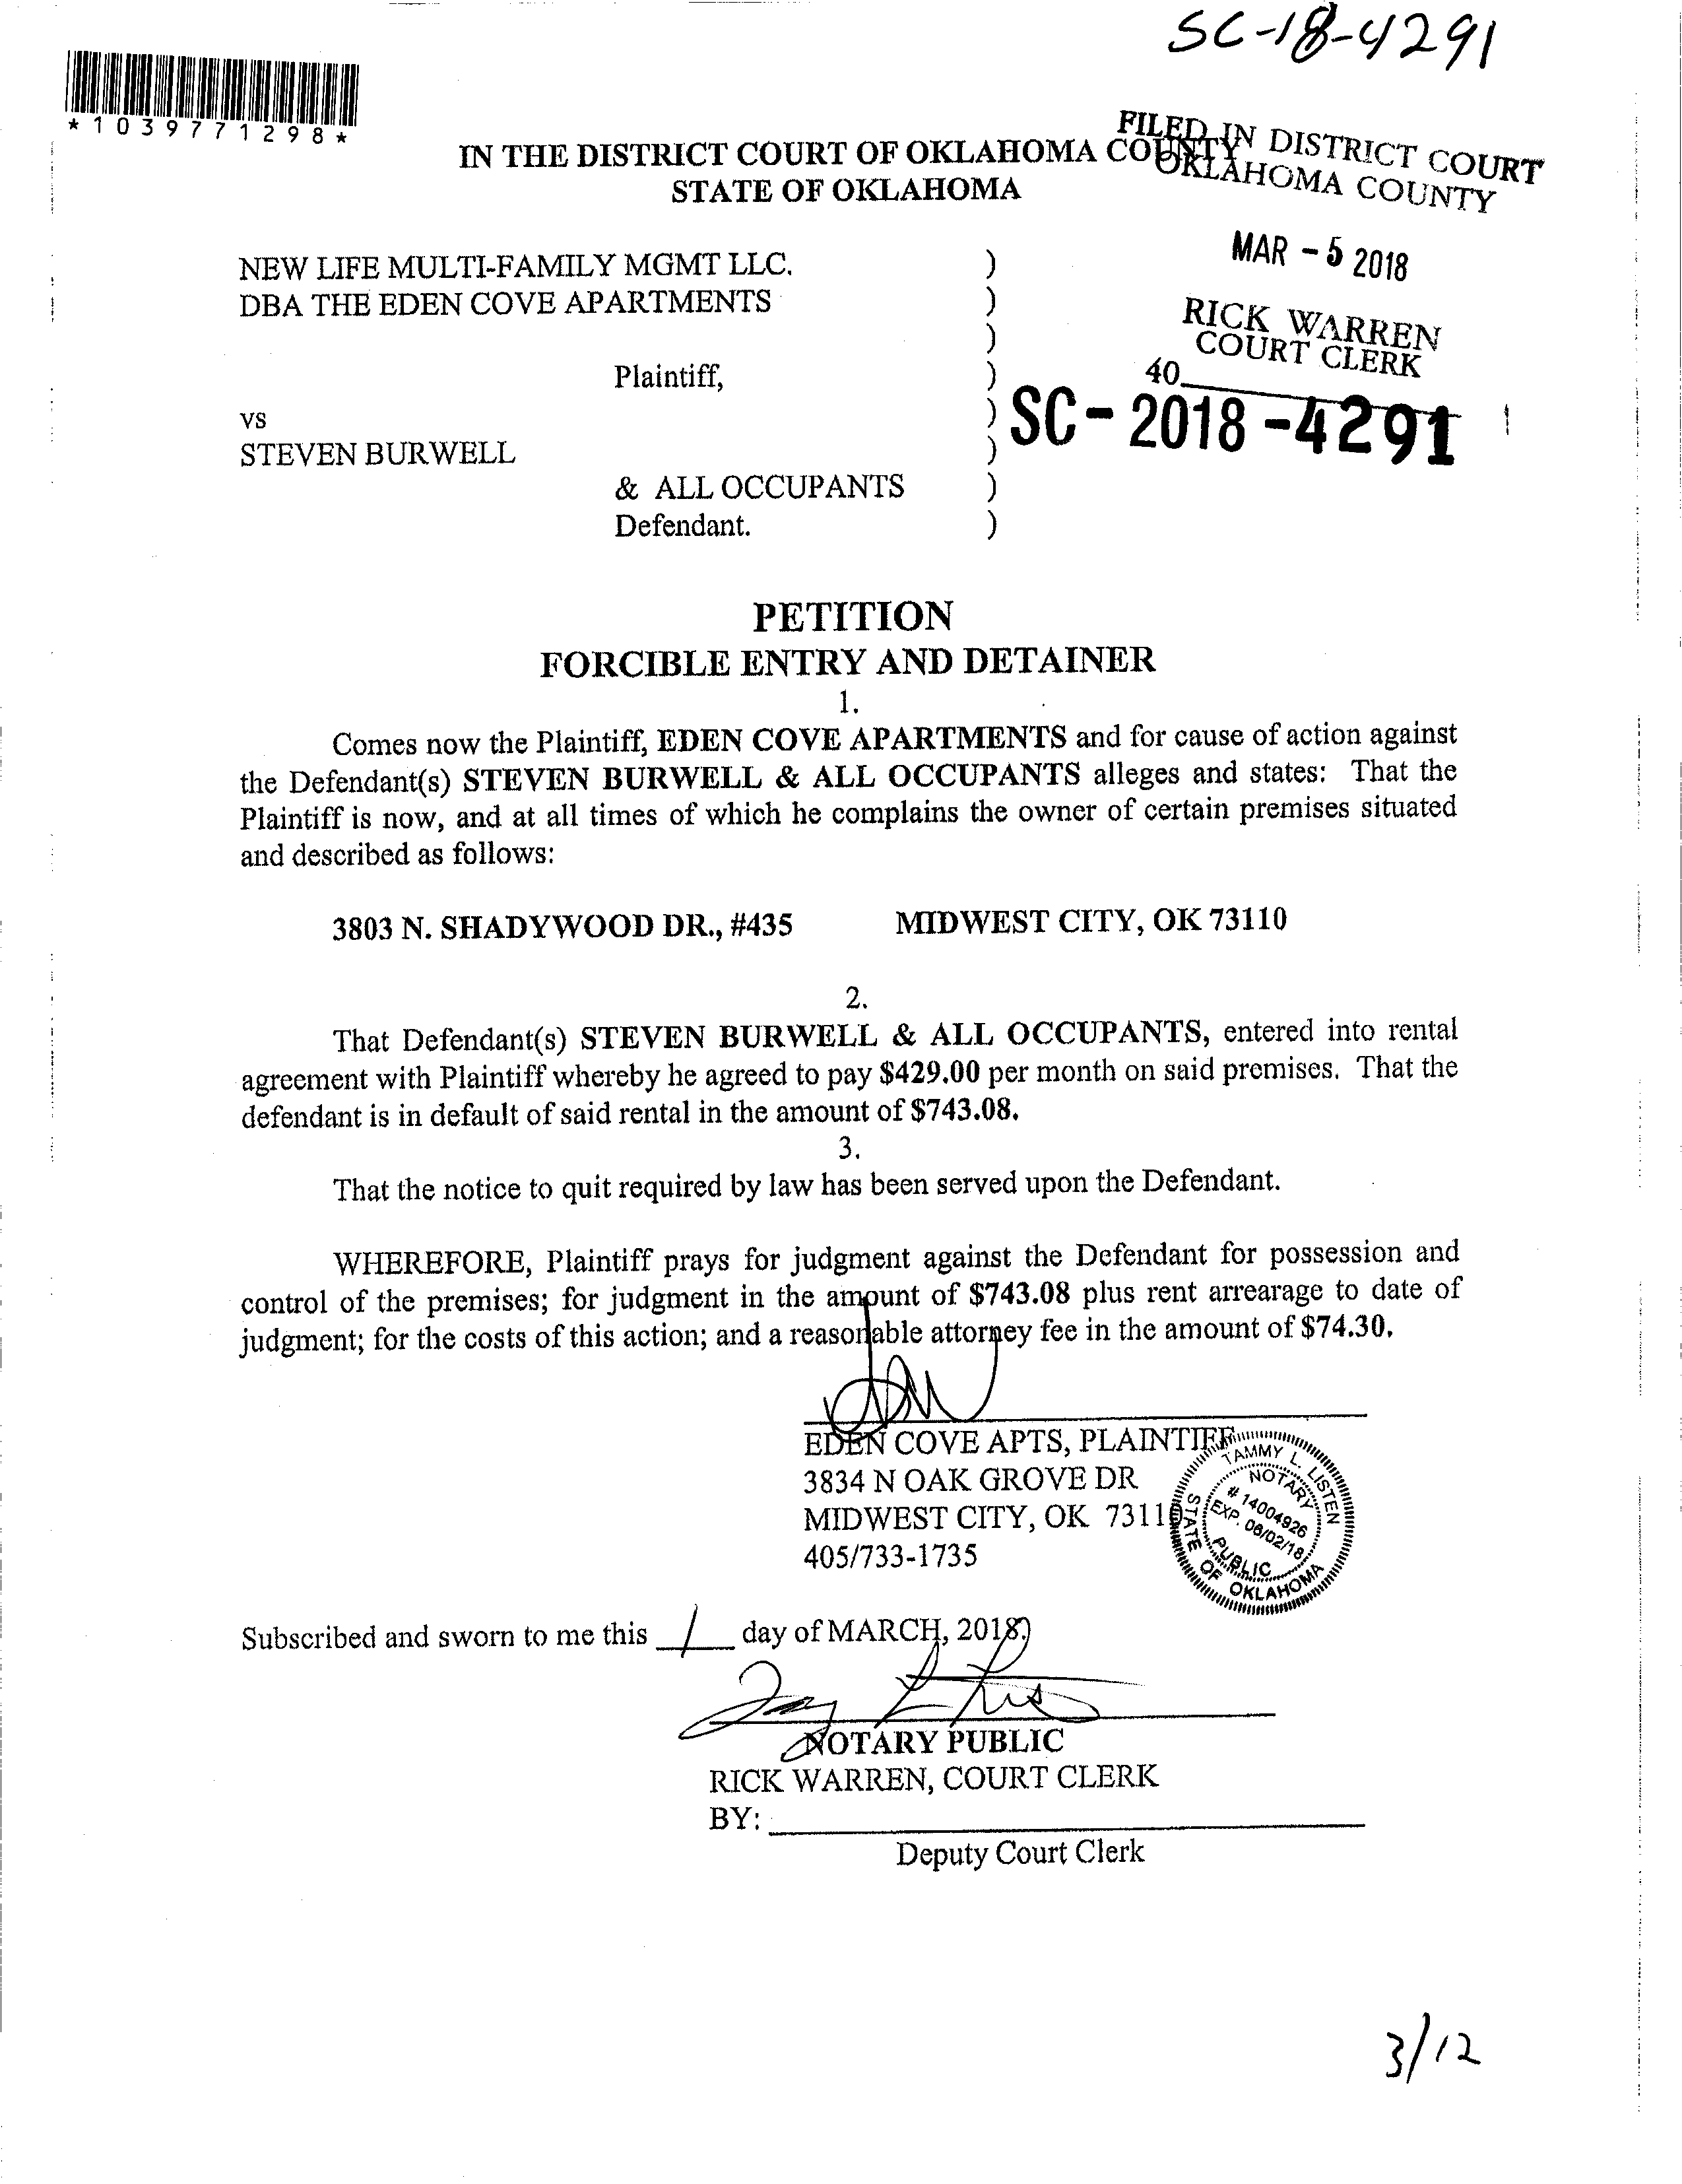 SC-18-4291
*1039771298*
FILED IN DISTRICT COURT
OKLAHOMA COUNTY
IN THE DISTRICT COURT OF OKLAHOMA COUNTY
STATE OF OKLAHOMA
MAR - 5 2018
RICK WARREN
COURT CLERK
40
SC - 2018 - 4291
NEW LIFE MULTI-FAMILY MGMT LLC. )
DBA THE EDEN COVE APARTMENTS )
)
Plaintiff, )
vs )
STEVEN BURWELL )
& ALL OCCUPANTS )
Defendant. )
PETITION
FORCIBLE ENTRY AND DETAINER
1.
Comes now the Plaintiff, EDEN COVE APARTMENTS and for cause of action against
the Defendant(s) STEVEN BURWELL & ALL OCCUPANTS alleges and states: That the
Plaintiff is now, and at all times of which he complains the owner of certain premises situated
and described as follows:
3803 N. SHADYWOOD DR., #435 MIDWEST CITY, OK 73110
2.
That Defendant(s) STEVEN BURWELL & ALL OCCUPANTS, entered into rental
agreement with Plaintiff whereby he agreed to pay $429.00 per month on said premises. That the
defendant is in default of said rental in the amount of $743.08.
3.
That the notice to quit required by law has been served upon the Defendant.
WHEREFORE, Plaintiff prays for judgment against the Defendant for possession and
control of the premises; for judgment in the amount of $743.08 plus rent arrearage to date of
judgment; for the costs of this action; and a reasonable attorney fee in the amount of $74.30.
EDEN COVE APTS, PLAINTIFF
3834 N OAK GROVE DR
MIDWEST CITY, OK 73110
405/733-1735
TAMMY L. LISTEN
NOTARY
# 14004926
EXP. 06/02/18
PUBLIC
STATE OF OKLAHOMA
Subscribed and sworn to me this 1 day of MARCH, 2018.
NOTARY PUBLIC
RICK WARREN, COURT CLERK
BY:
Deputy Court Clerk
3/12